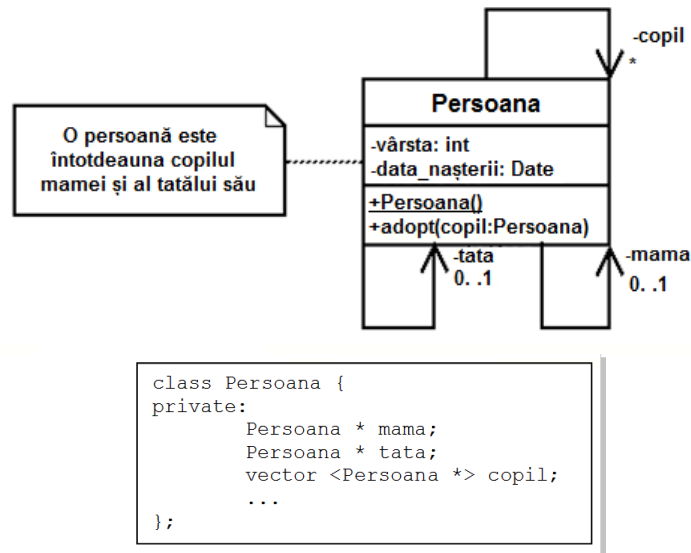 -copil
*
Persoana
O persoană este
întotdeauna copilul
mamei și al tatălui său
-vârsta: int
-data_nașterii: Date
+Persoana()
+adopt(copil:Persoana)
-tata
0. .1
-mama
0. .1
class Persoana {
private:
Persoana * mama;
Persoana * tata;
vector <Persoana *> copil;
...
};